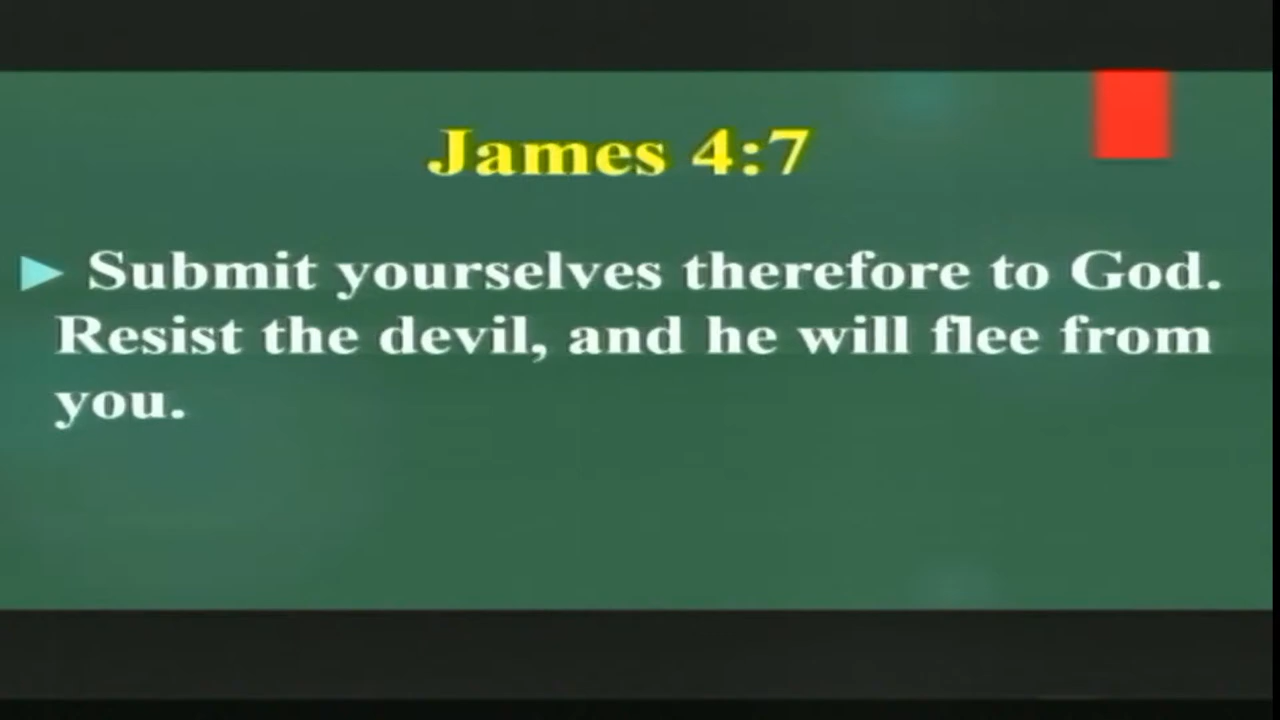 James 4:7
Submit yourselves therefore to God.
Resist the devil, and he will flee from
you.